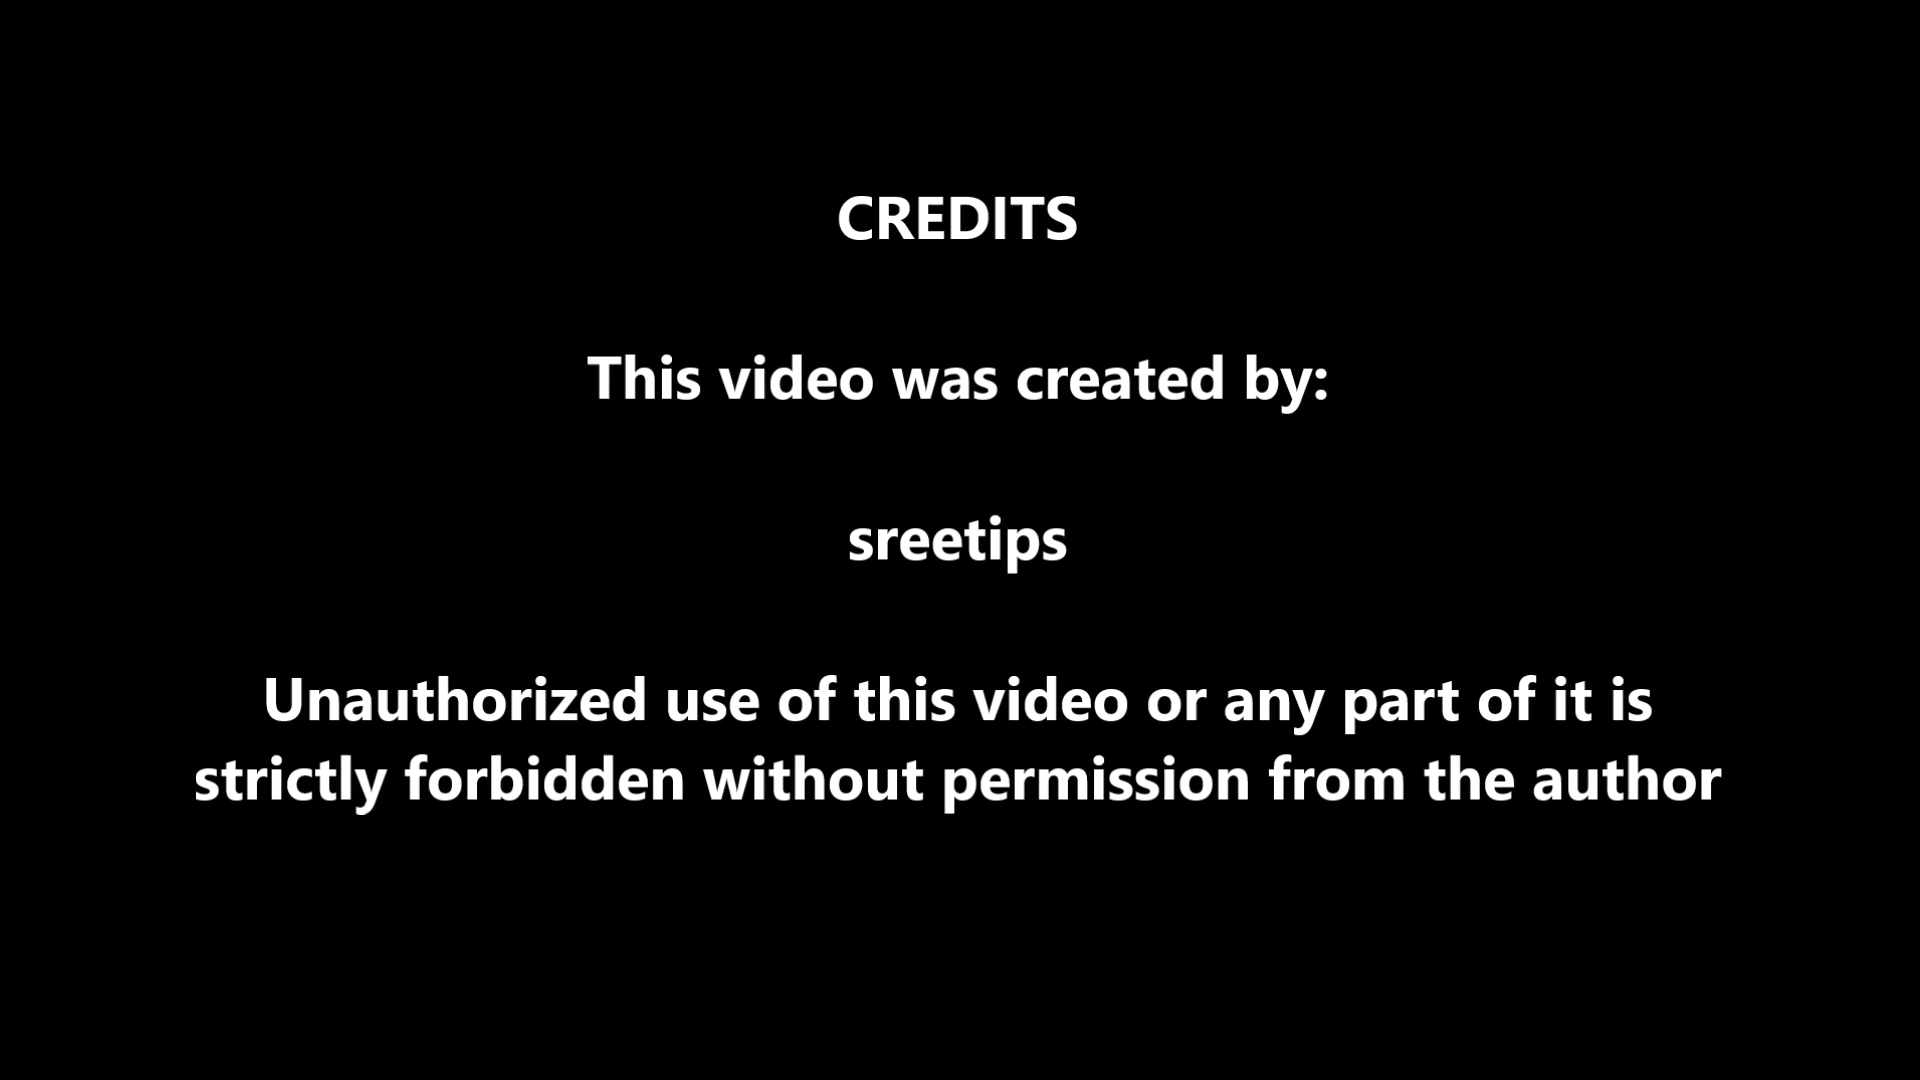 CREDITS
This video was created by:
sreetips
Unauthorized use of this video or any part of it is
strictly forbidden without permission from the author